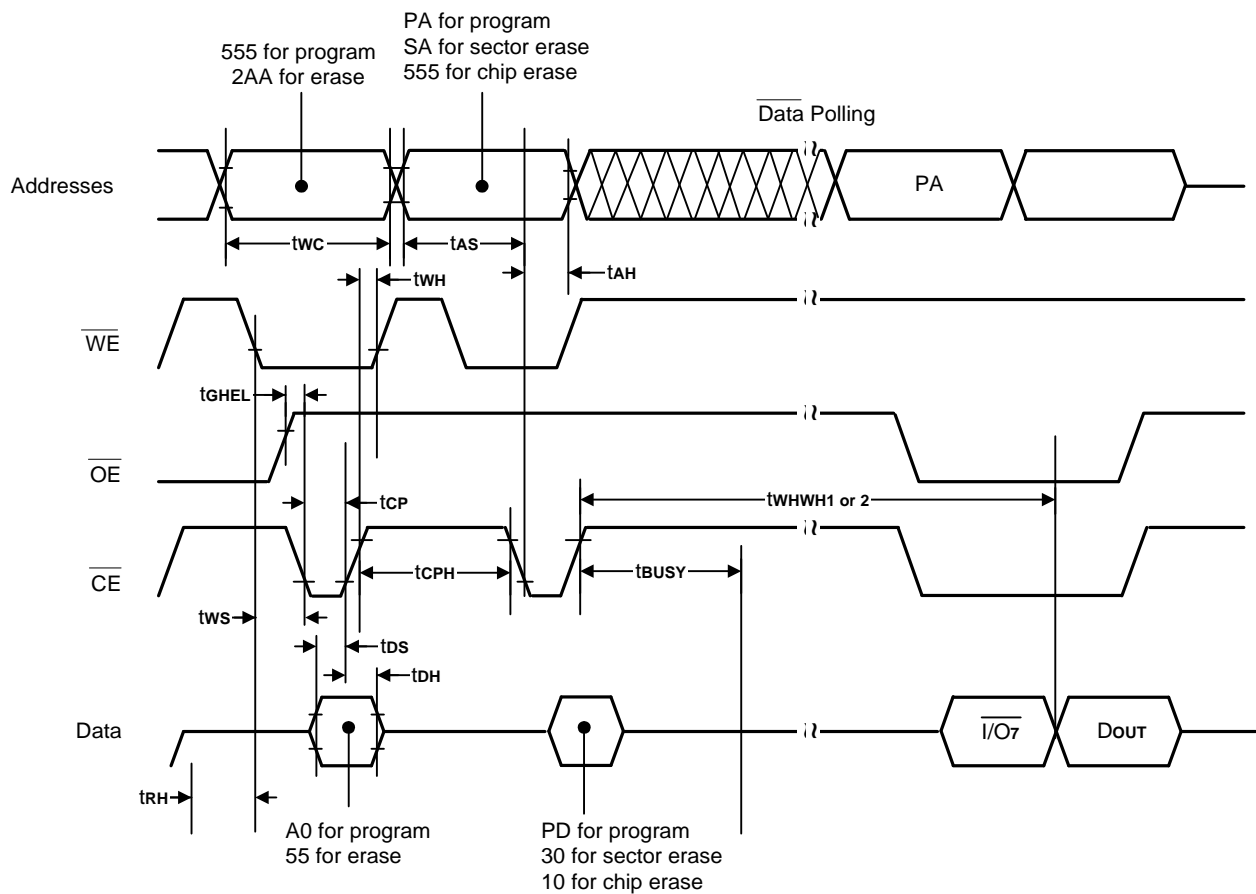 555 for program
2AA for erase
PA for program
SA for sector erase
555 for chip erase
Data Polling
Addresses
PA
tWC
tAS
tWH
tAH
WE
tGHEL
OE
tCP
tWHWH1 or 2
CE
tCPH
tBUSY
tWS
tDS
tDH
Data
I/O7
DOUT
tRH
A0 for program
55 for erase
PD for program
30 for sector erase
10 for chip erase